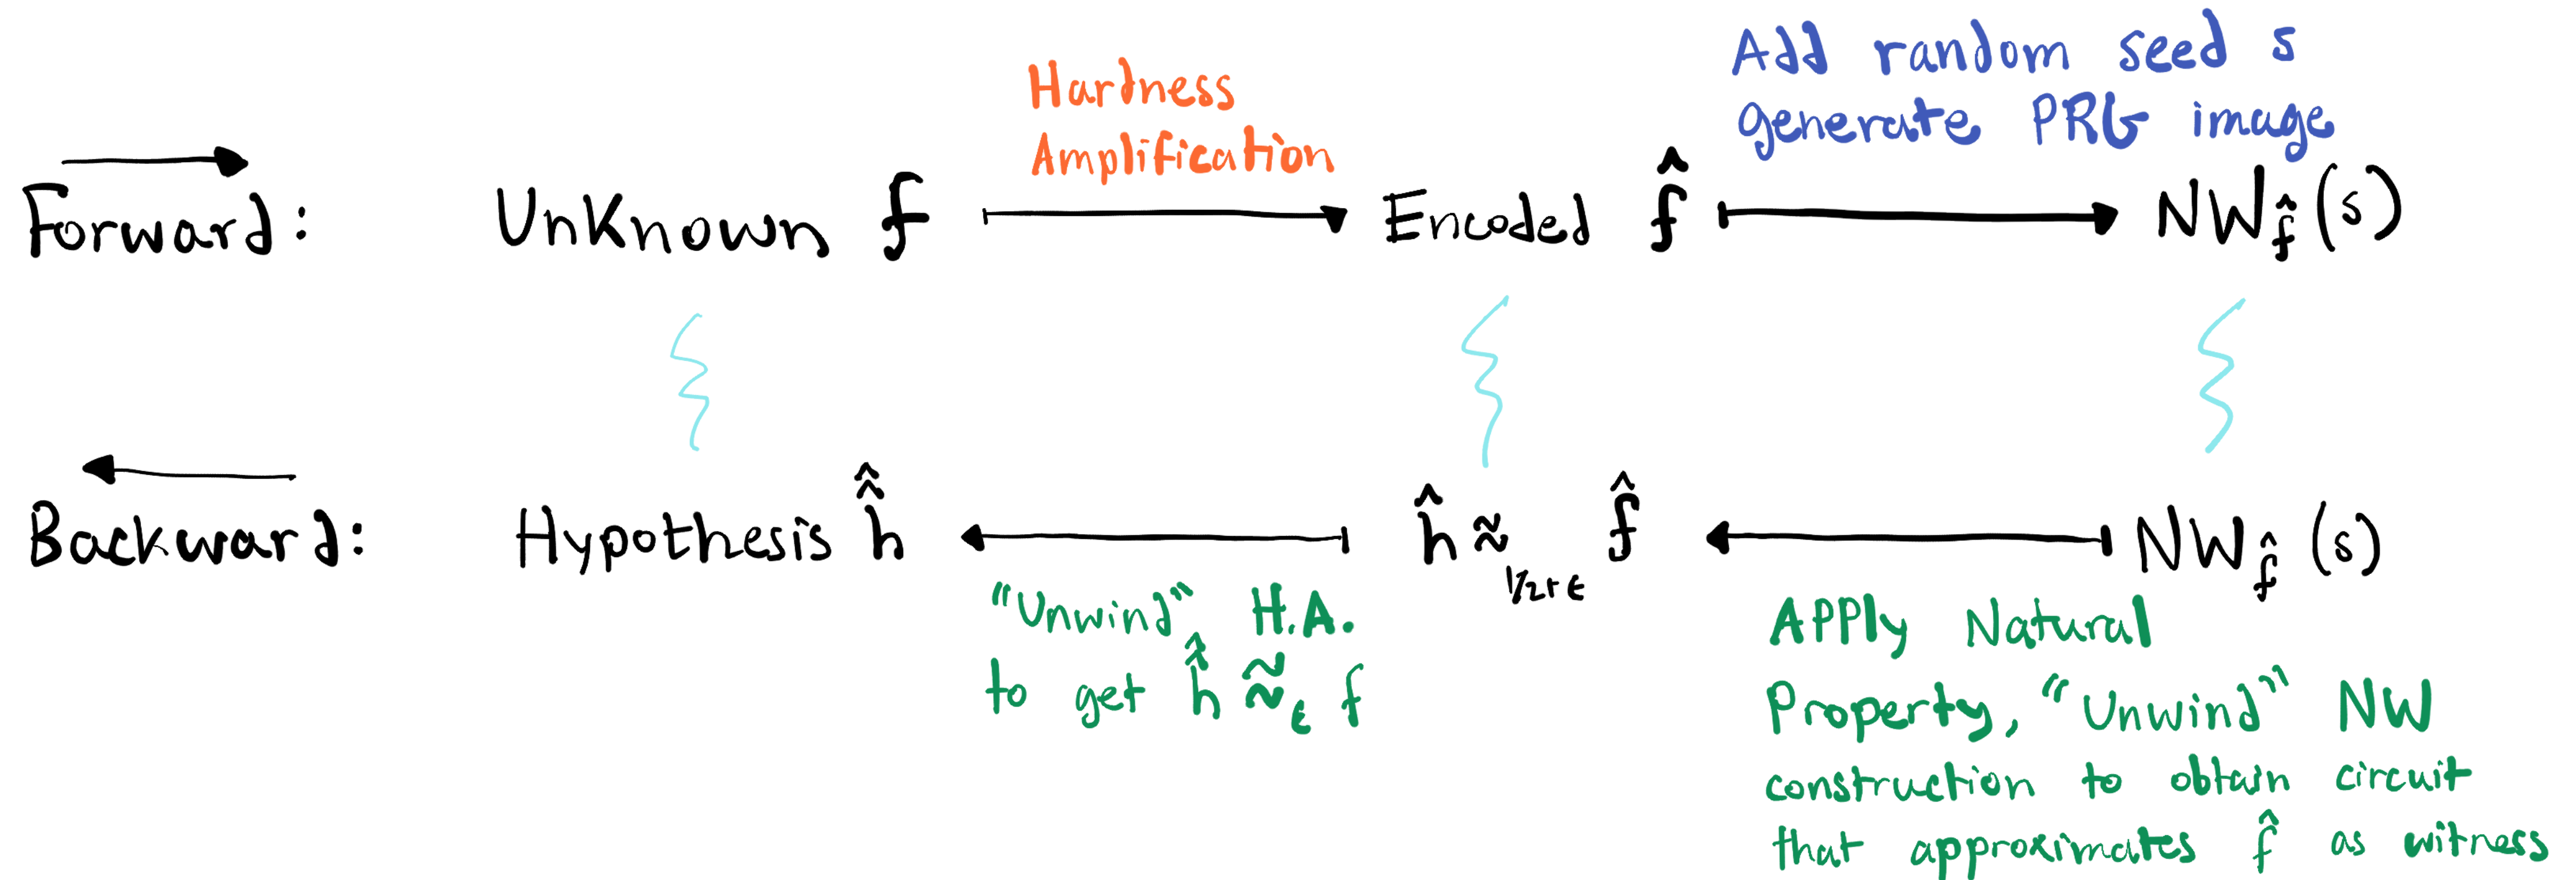 Add random seed s
generate PRG image
Hardness
Amplification
Forward: Unknown f Encoded f̂ NW_f̂(s)
Backward: Hypothesis ĥ̂ ĥ ≈_{1/2+ε} f̂ NW_f̂(s)
"Unwind" H.A.
to get ĥ̂ ≈_ε f
Apply Natural
Property, "Unwind" NW
construction to obtain circuit
that approximates f̂ as witness